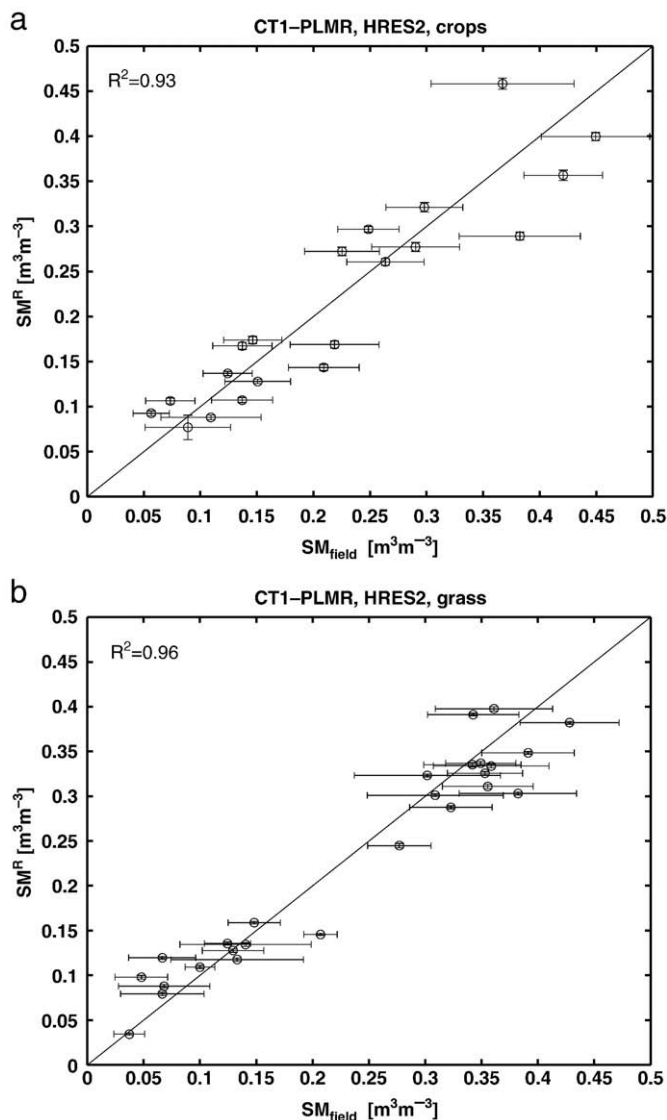 a
CT1–PLMR, HRES2, crops
R²=0.93
0.5
0.45
0.4
0.35
0.3
0.25
0.2
0.15
0.1
0.05
0
SMᴿ [m³m⁻³]
0 0.05 0.1 0.15 0.2 0.25 0.3 0.35 0.4 0.45 0.5
SM_field [m³m⁻³]
b
CT1–PLMR, HRES2, grass
R²=0.96
0.5
0.45
0.4
0.35
0.3
0.25
0.2
0.15
0.1
0.05
0
SMᴿ [m³m⁻³]
0 0.05 0.1 0.15 0.2 0.25 0.3 0.35 0.4 0.45 0.5
SM_field [m³m⁻³]